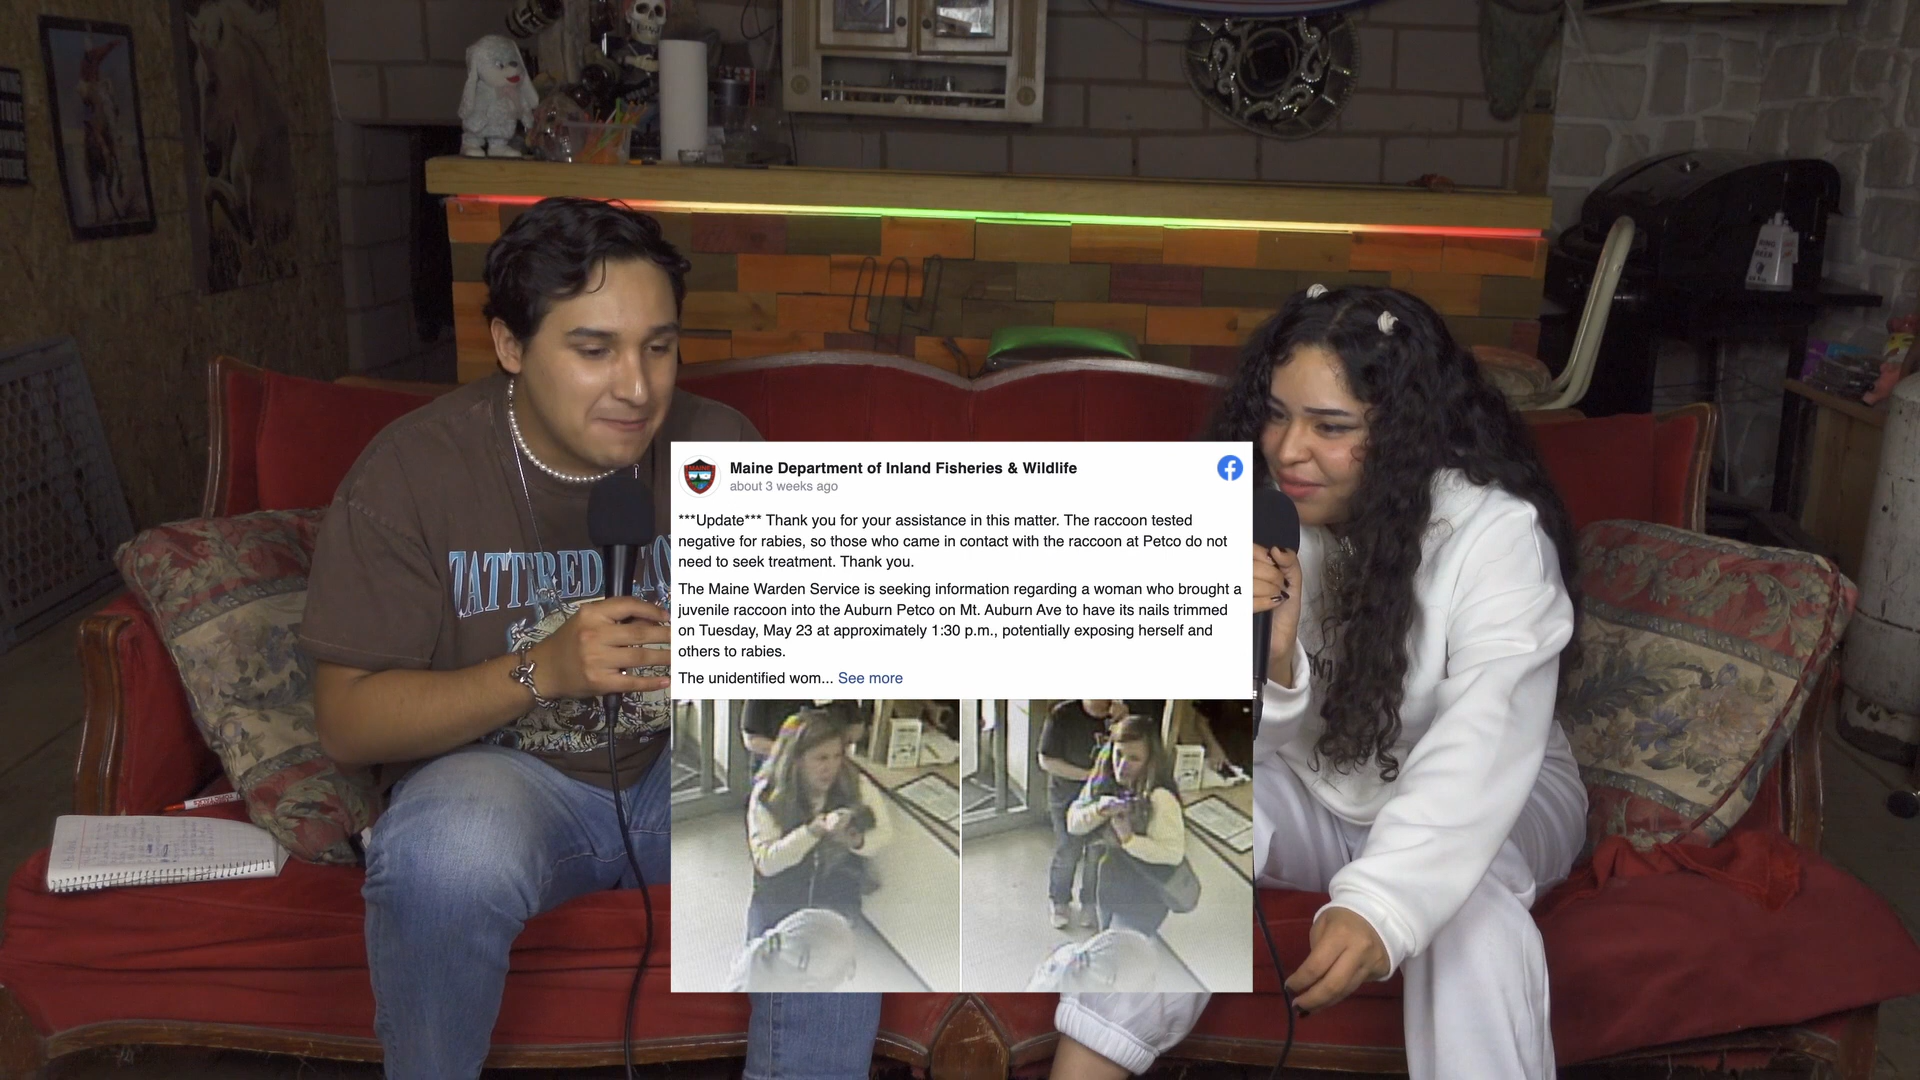 Maine Department of Inland Fisheries & Wildlife
about 3 weeks ago
***Update*** Thank you for your assistance in this matter. The raccoon tested
negative for rabies, so those who came in contact with the raccoon at Petco do not
need to seek treatment. Thank you.
The Maine Warden Service is seeking information regarding a woman who brought a
juvenile raccoon into the Auburn Petco on Mt. Auburn Ave to have its nails trimmed
on Tuesday, May 23 at approximately 1:30 p.m., potentially exposing herself and
others to rabies.
The unidentified wom... See more
MAINE